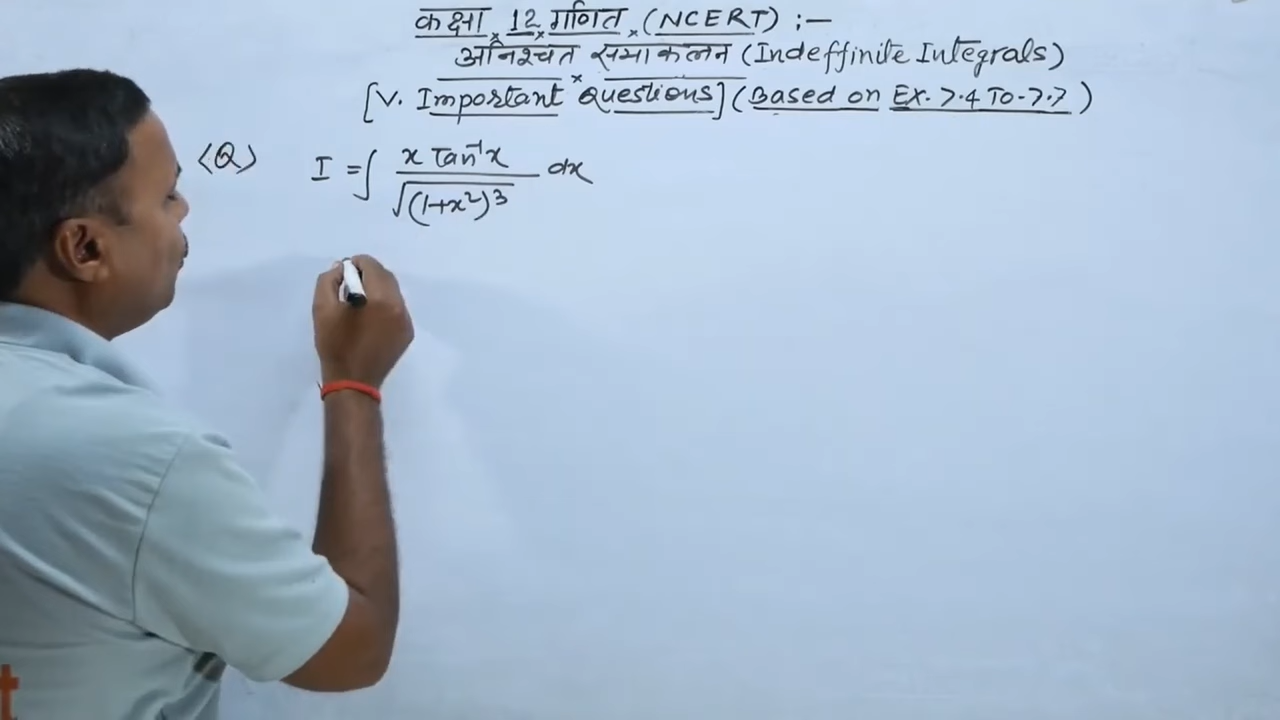 कक्षा × 12 × गणित × (NCERT) :—
अनिश्चत समाकलन (Indeffinite Integrals)
[V. Important × Questions] (Based on EX. 7.4 To 7.7)
<Q> I = ∫ x Tan⁻¹x / √(1+x²)³ dx
t